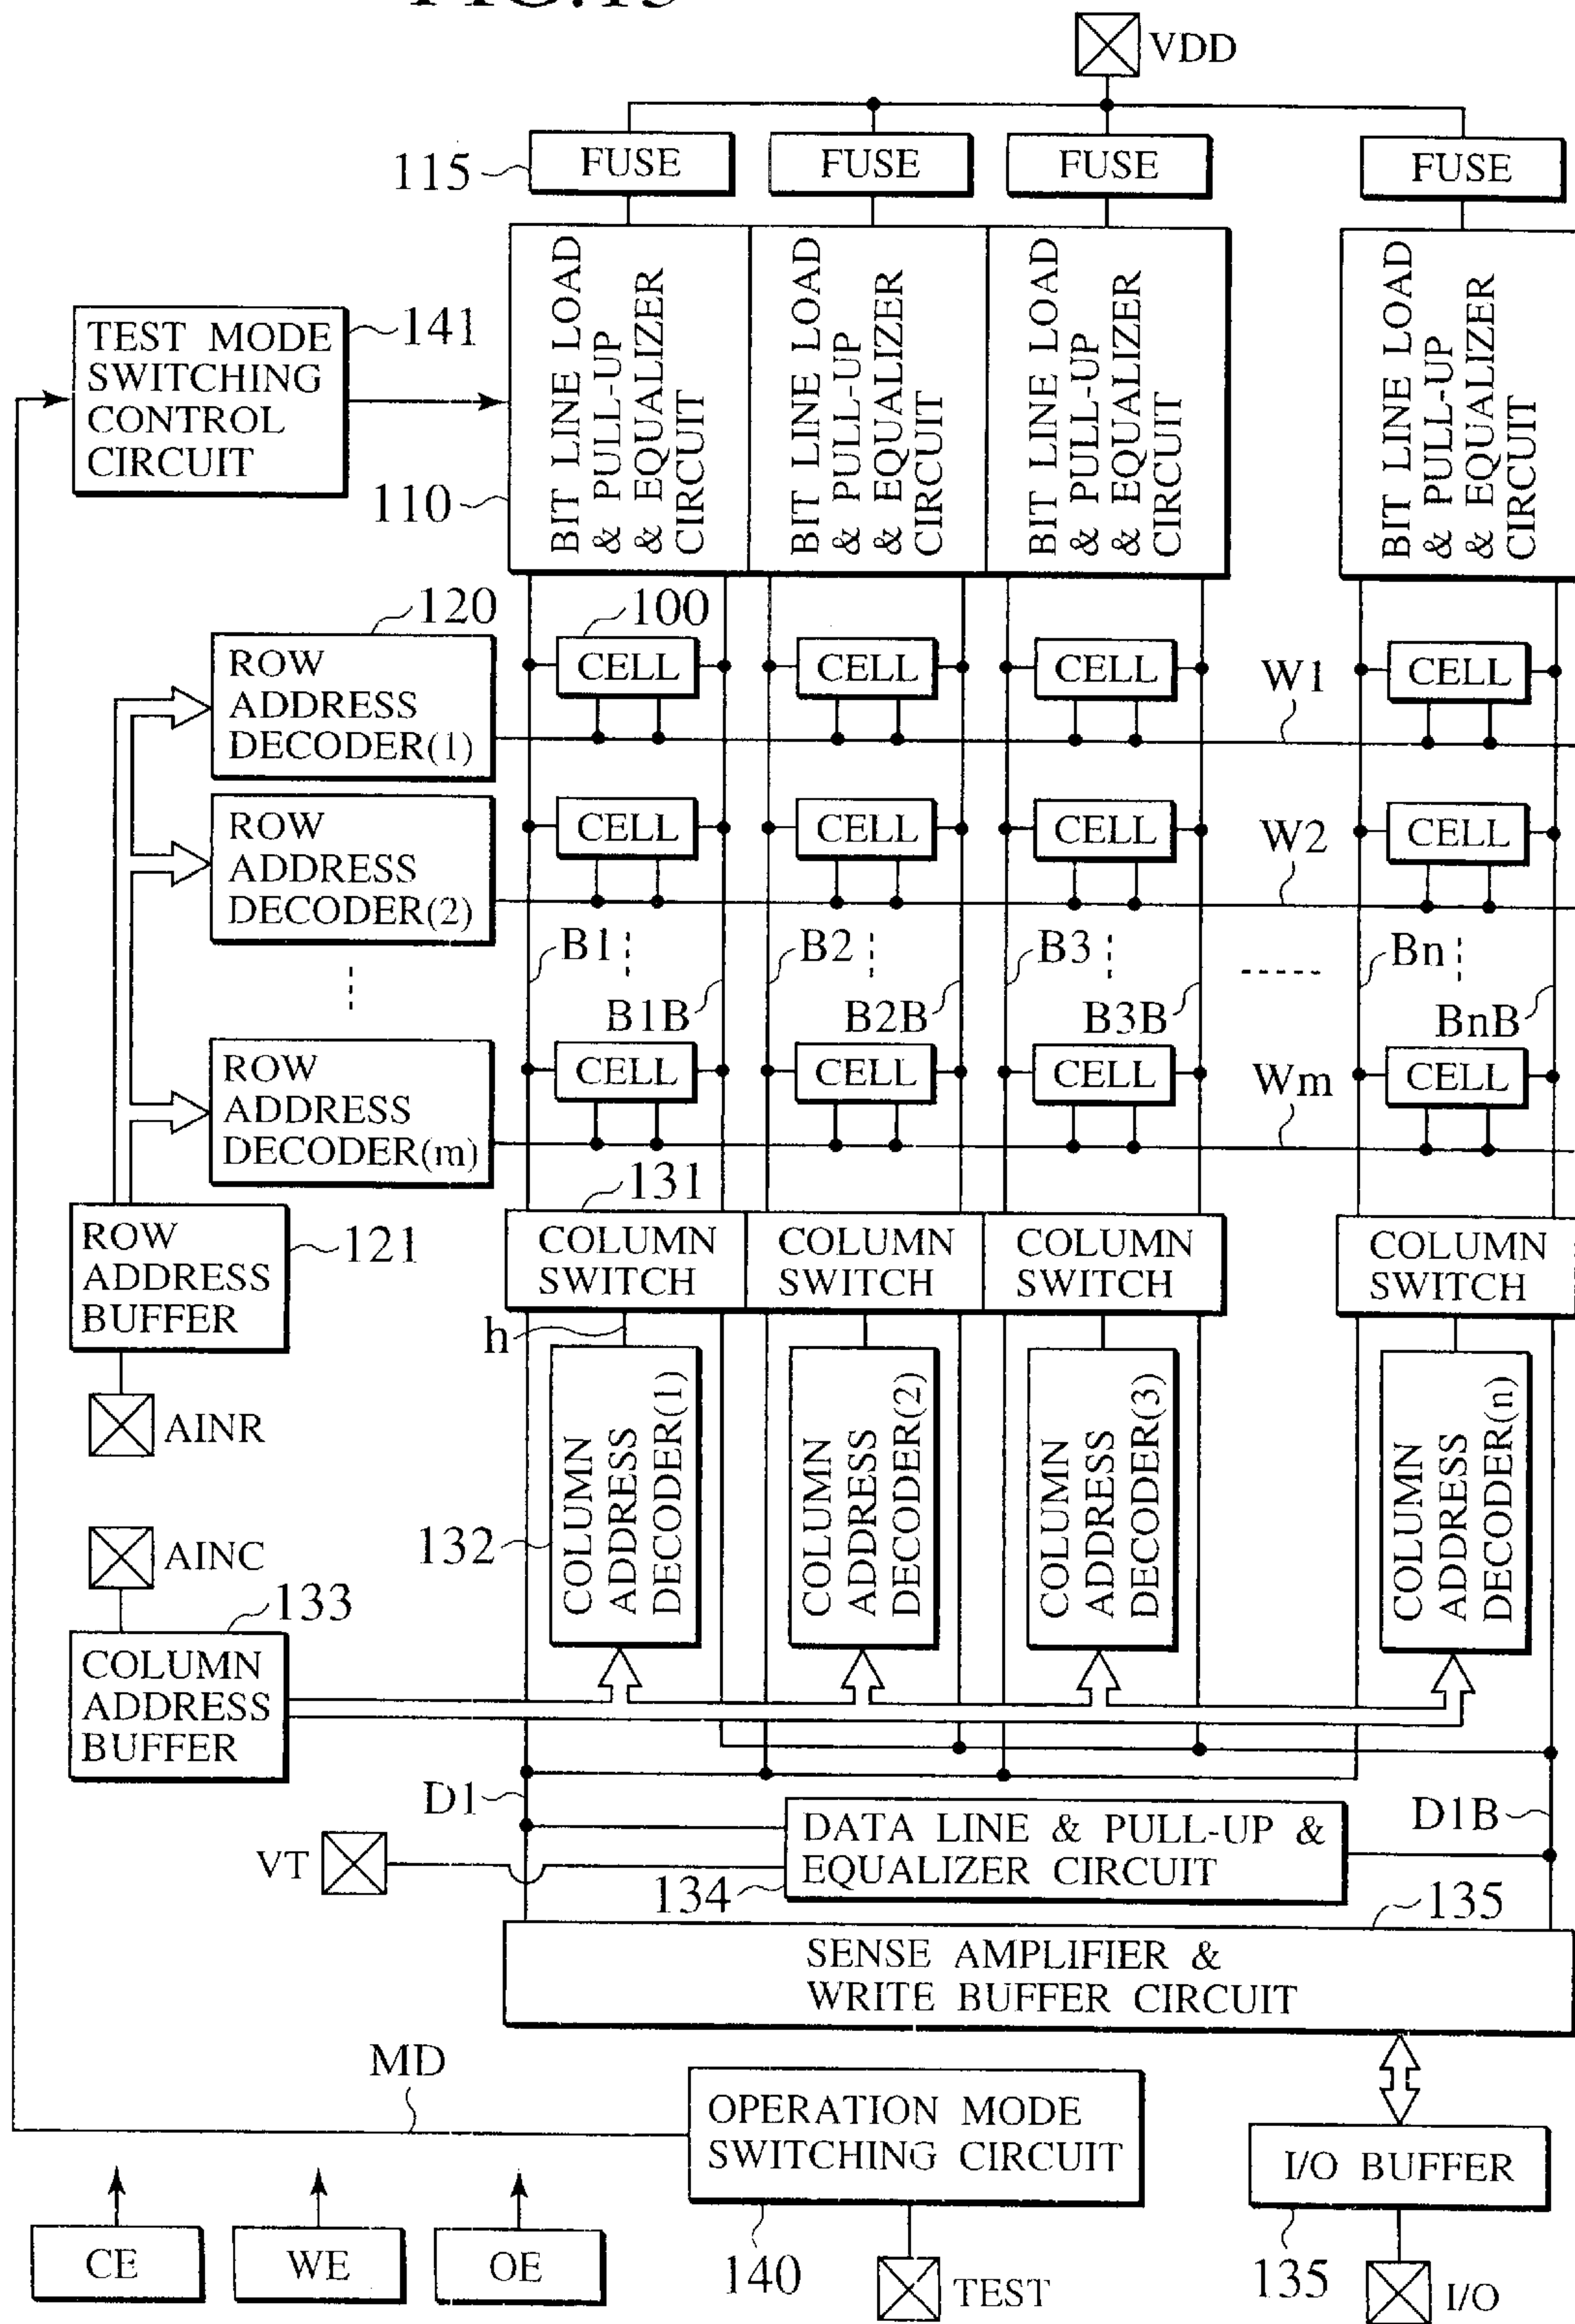 FIG.15
VDD
FUSE
FUSE
FUSE
FUSE
115
BIT LINE LOAD
& PULL-UP
& EQUALIZER
CIRCUIT
BIT LINE LOAD
& PULL-UP
& EQUALIZER
CIRCUIT
BIT LINE LOAD
& PULL-UP
& EQUALIZER
CIRCUIT
BIT LINE LOAD
& PULL-UP
& EQUALIZER
CIRCUIT
TEST MODE
SWITCHING
CONTROL
CIRCUIT
141
110
120
100
ROW
ADDRESS
DECODER(1)
CELL
CELL
CELL
W1
CELL
ROW
ADDRESS
DECODER(2)
CELL
CELL
CELL
W2
CELL
B1
B2
B3
Bn
B1B
B2B
B3B
BnB
ROW
ADDRESS
DECODER(m)
CELL
CELL
CELL
Wm
CELL
131
ROW
ADDRESS
BUFFER
121
COLUMN
SWITCH
COLUMN
SWITCH
COLUMN
SWITCH
COLUMN
SWITCH
h
AINR
COLUMN
ADDRESS
DECODER(1)
COLUMN
ADDRESS
DECODER(2)
COLUMN
ADDRESS
DECODER(3)
COLUMN
ADDRESS
DECODER(n)
132
AINC
133
COLUMN
ADDRESS
BUFFER
D1
D1B
DATA LINE & PULL-UP &
EQUALIZER CIRCUIT
VT
134
135
SENSE AMPLIFIER &
WRITE BUFFER CIRCUIT
MD
OPERATION MODE
SWITCHING CIRCUIT
I/O BUFFER
CE
WE
OE
140
TEST
135
I/O